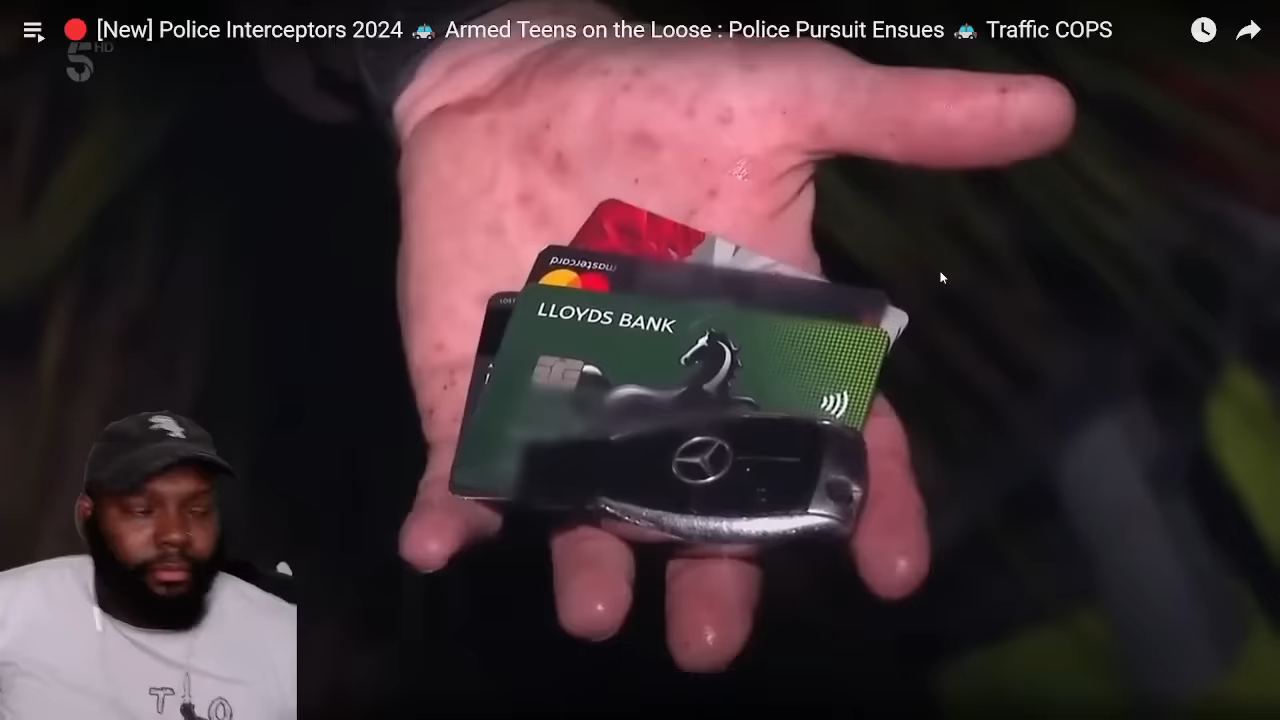 [New] Police Interceptors 2024 🚓 Armed Teens on the Loose : Police Pursuit Ensues 🚓 Traffic COPS
5 HD
mastercard
LLOYDS BANK
T O